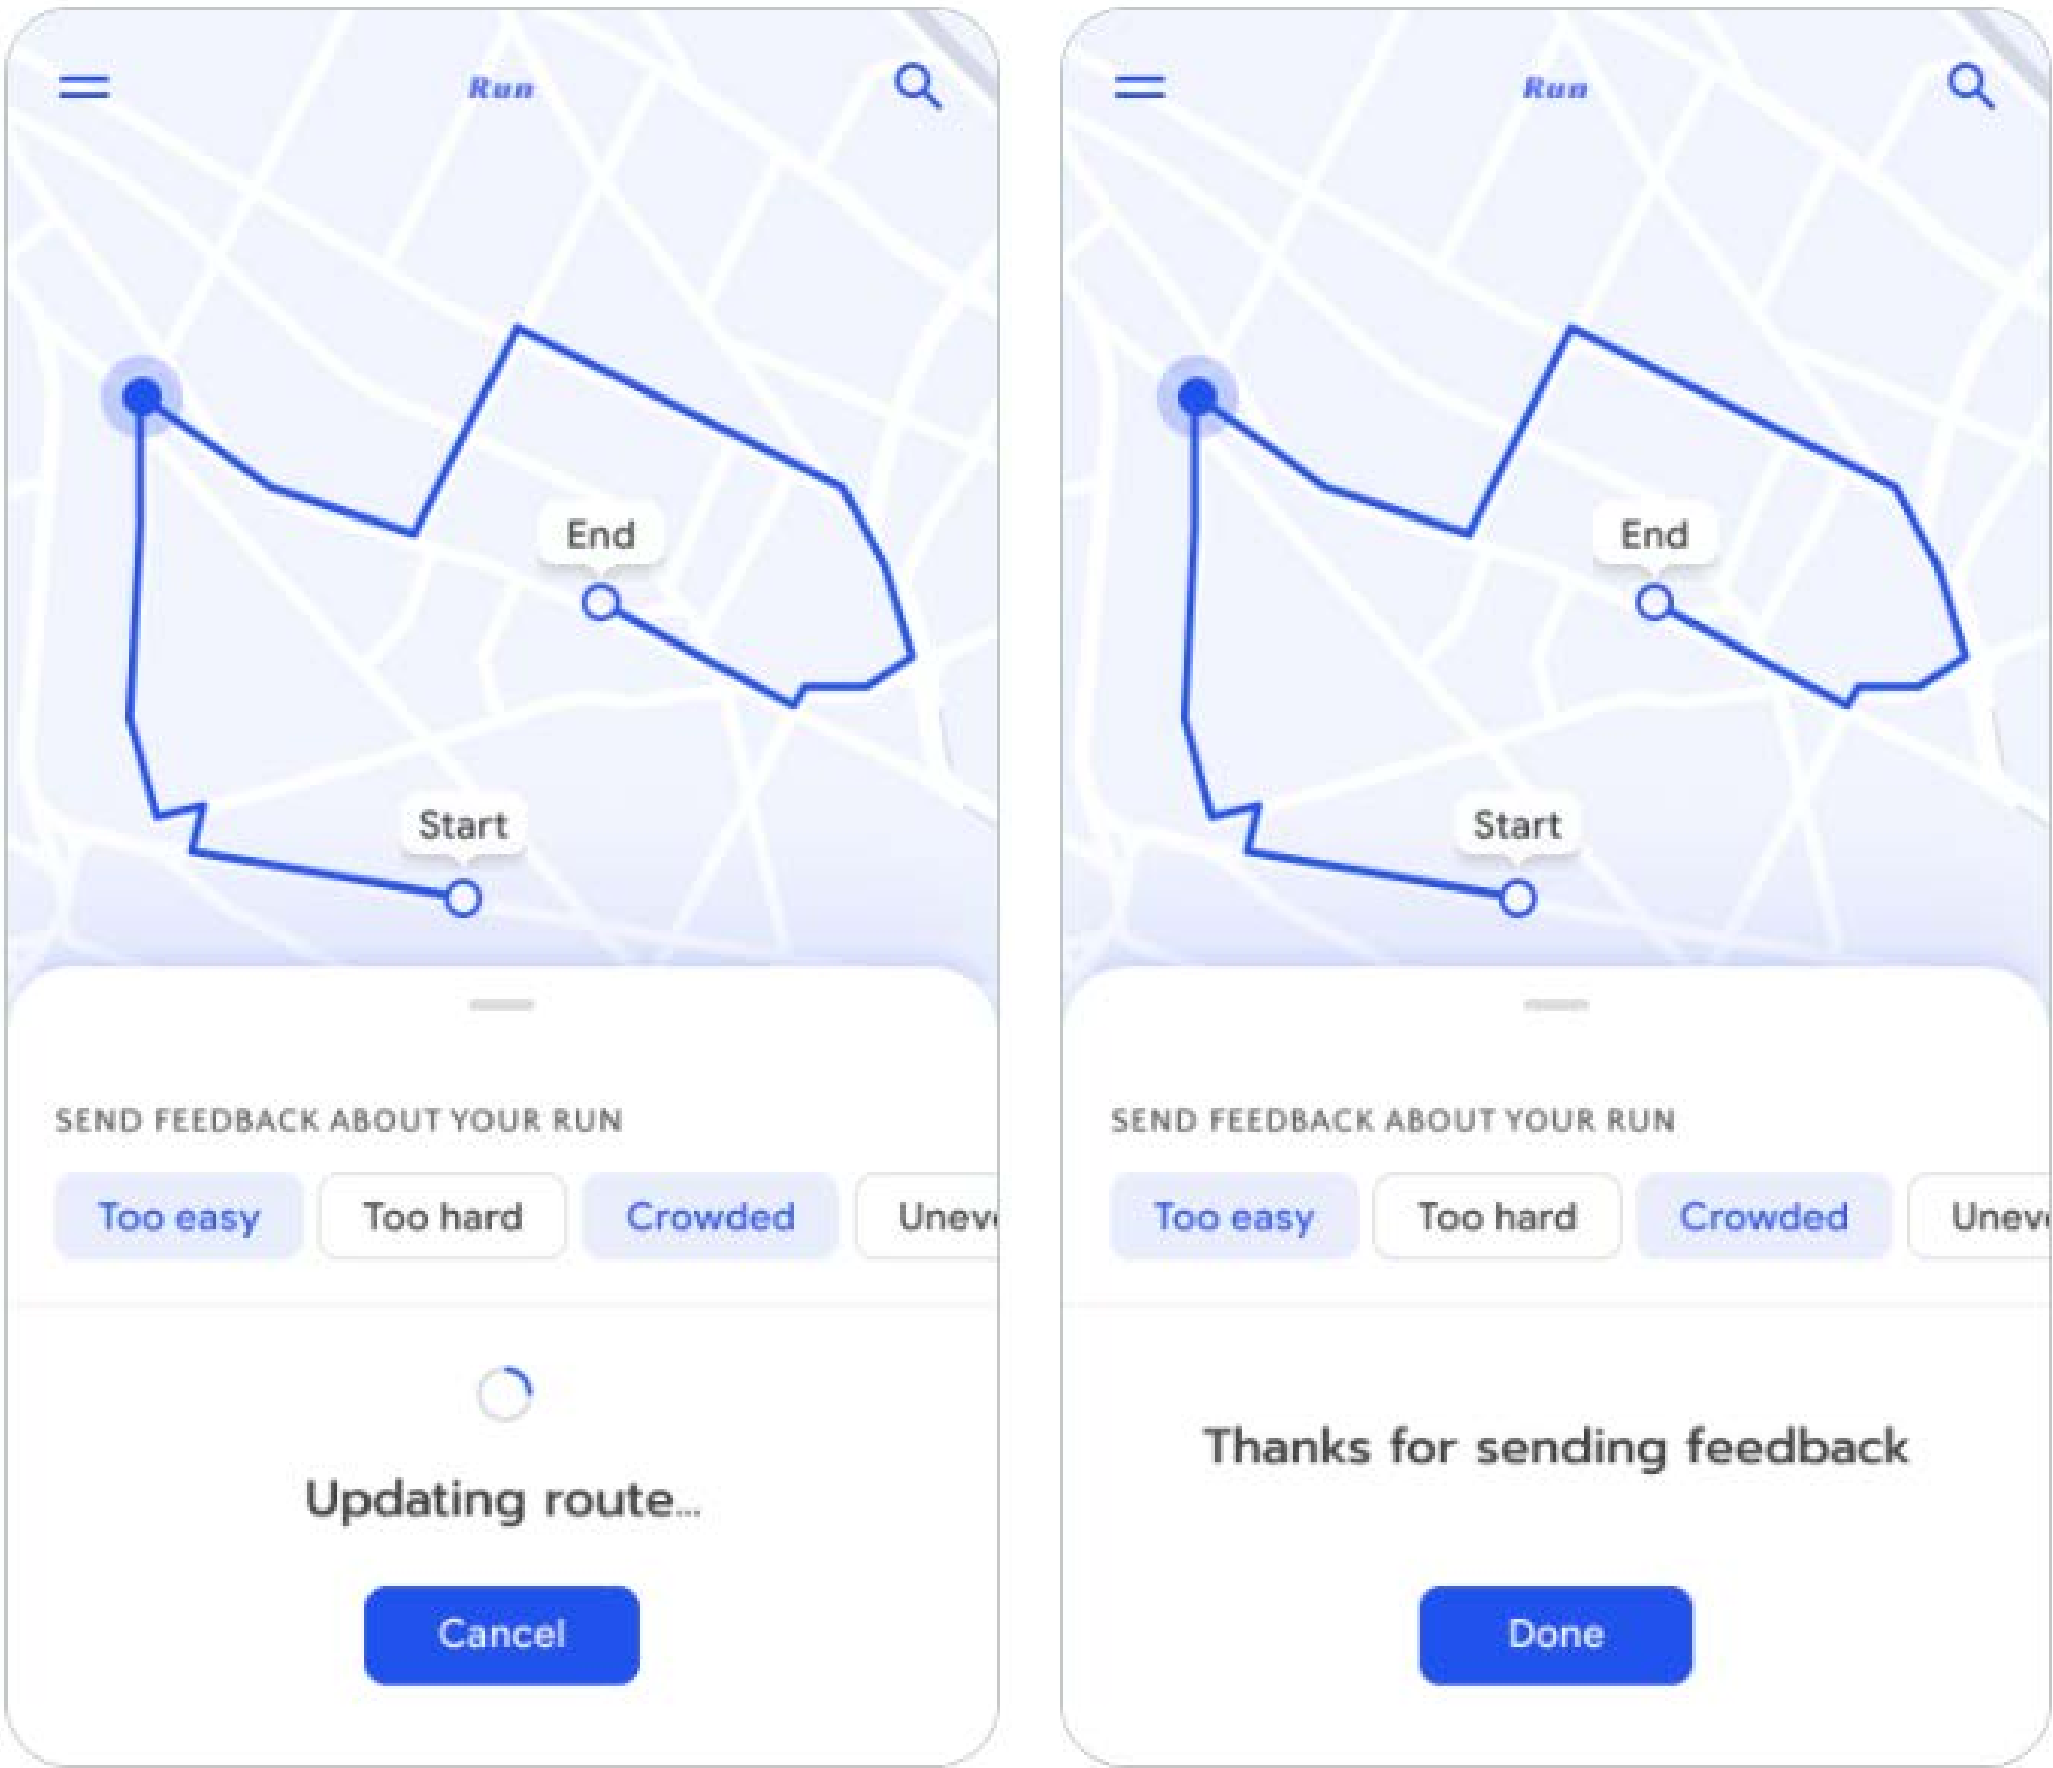 Run
End
Start
SEND FEEDBACK ABOUT YOUR RUN
Too easy
Too hard
Crowded
Updating route...
Cancel
Run
End
Start
SEND FEEDBACK ABOUT YOUR RUN
Too easy
Too hard
Crowded
Thanks for sending feedback
Done